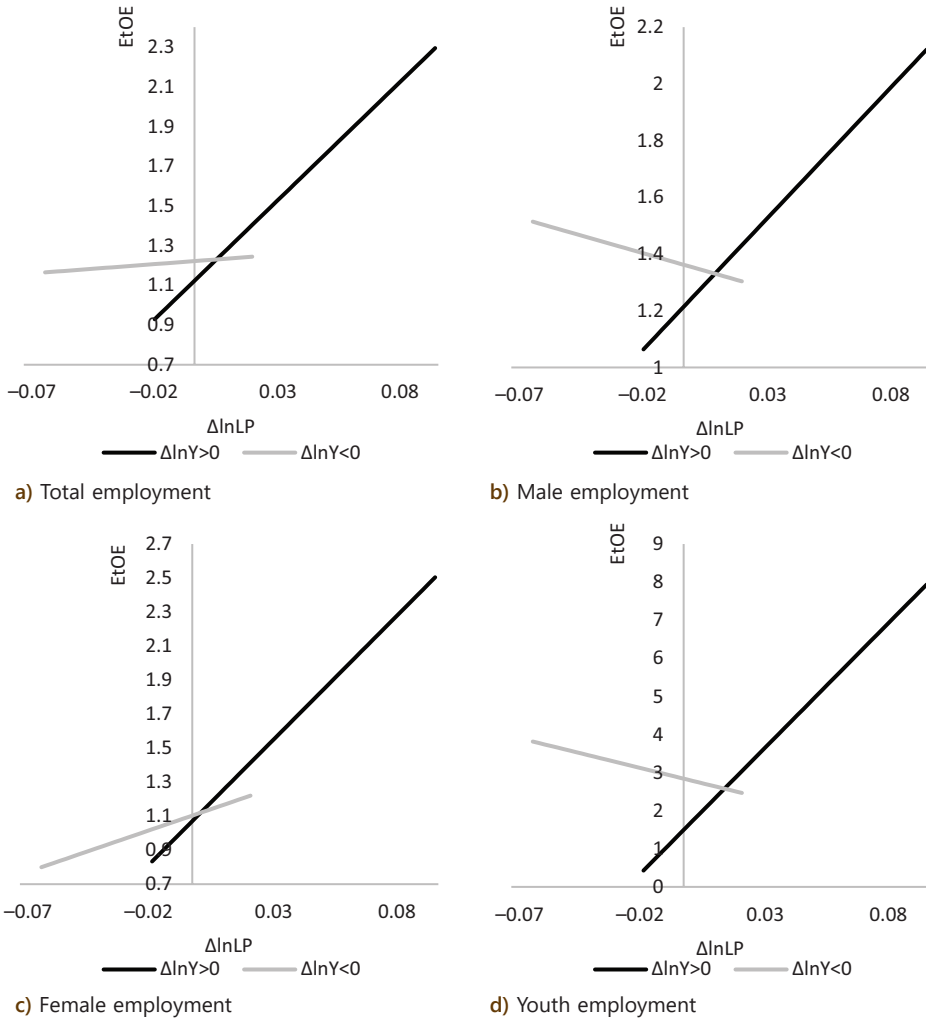 EtOE
2.3
2.1
1.9
1.7
1.5
1.3
1.1
0.9
0.7
−0.07 −0.02 0.03 0.08
ΔlnLP
ΔlnY>0 ΔlnY<0
a) Total employment
EtOE
2.2
2
1.8
1.6
1.4
1.2
1
−0.07 −0.02 0.03 0.08
ΔlnLP
ΔlnY>0 ΔlnY<0
b) Male employment
EtOE
2.7
2.5
2.3
2.1
1.9
1.7
1.5
1.3
1.1
0.9
0.7
−0.07 −0.02 0.03 0.08
ΔlnLP
ΔlnY>0 ΔlnY<0
c) Female employment
EtOE
9
8
7
6
5
4
3
2
1
0
−0.07 −0.02 0.03 0.08
ΔlnLP
ΔlnY>0 ΔlnY<0
d) Youth employment